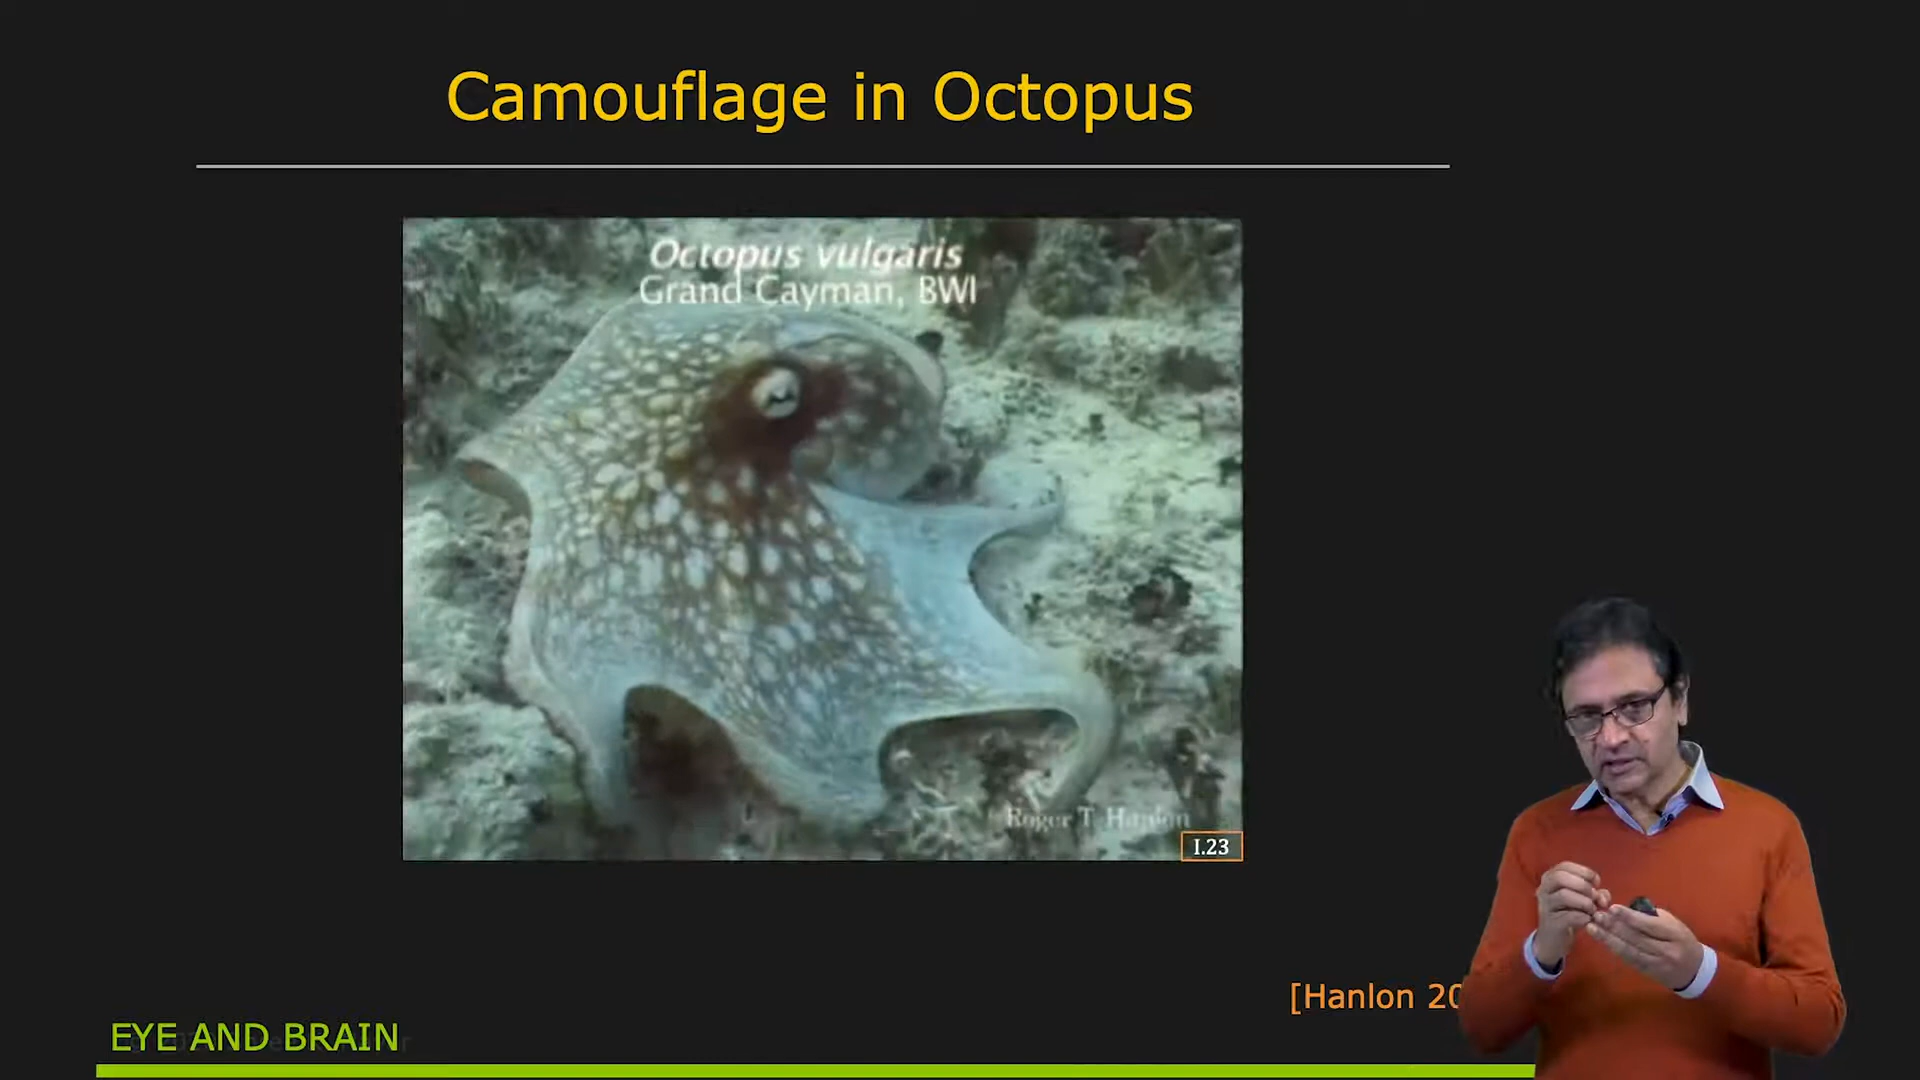 Camouflage in Octopus
Octopus vulgaris
Grand Cayman, BWI
Roger T. Hanlon
I.23
[Hanlon 20
EYE AND BRAIN